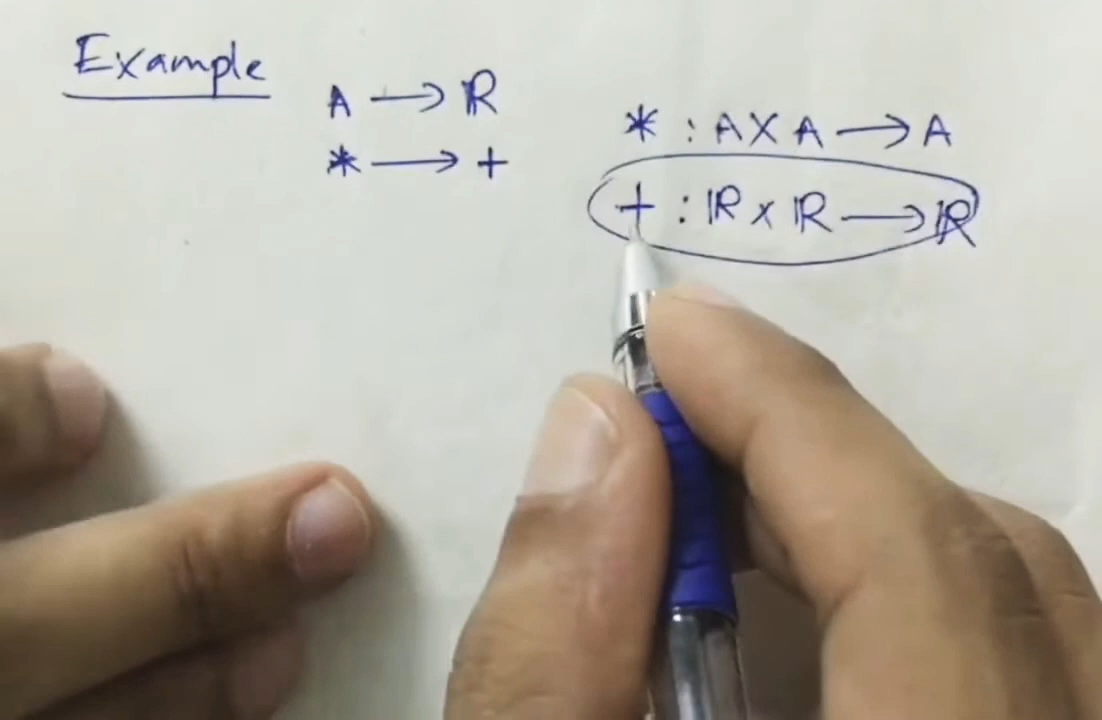 Example
A → ℝ
* → +
* : A × A → A
+ : ℝ × ℝ → ℝ